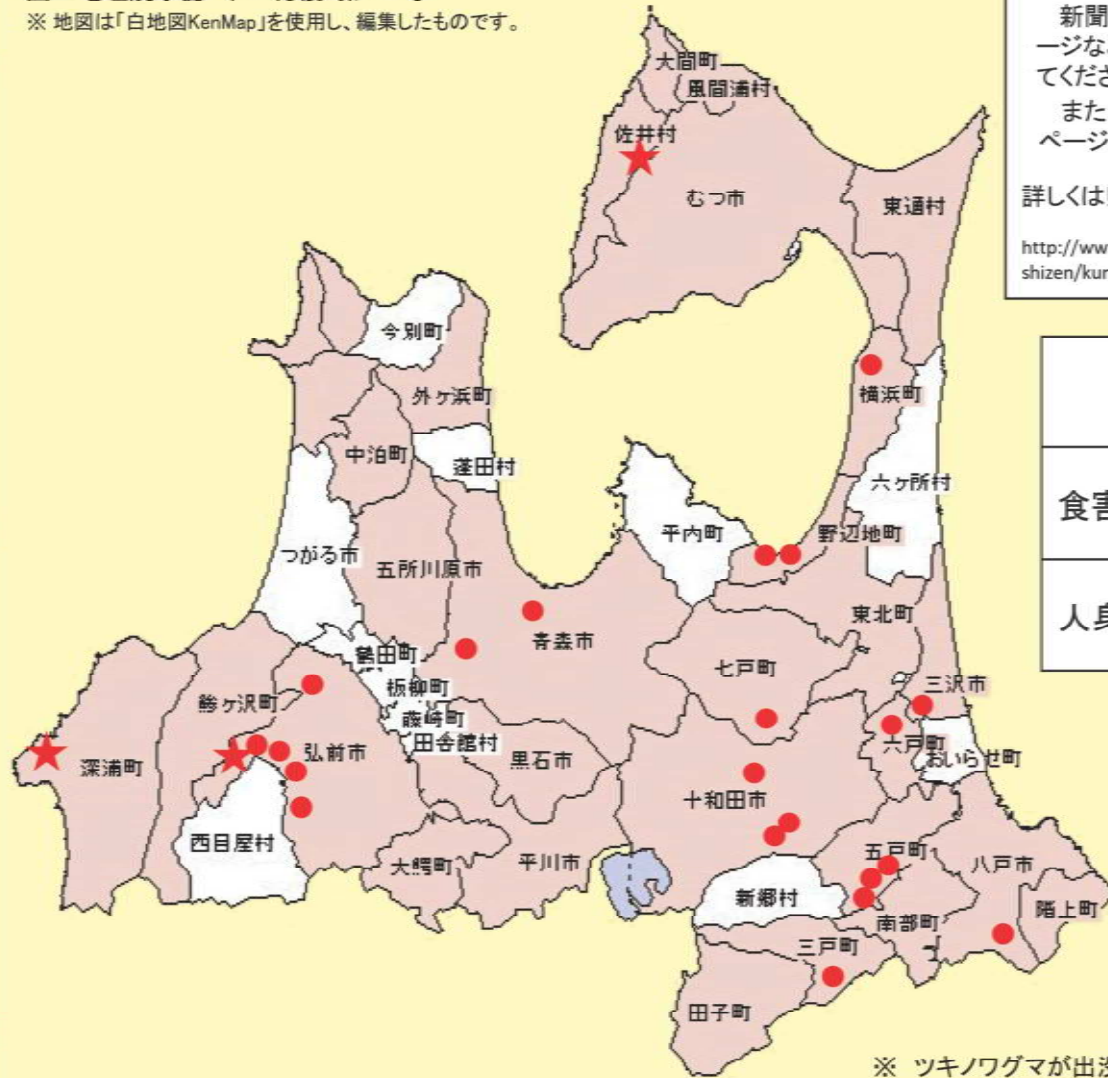 ※ 地図は「白地図KenMap」を使用し、編集したものです。
新聞
ージな
てくださ
また
ページ
詳しくは
http://ww
shizen/kur
食害
人身
大間町
風間浦村
佐井村
むつ市
東通村
今別町
外ヶ浜町
横浜町
中泊町
蓬田村
六ヶ所村
平内町
野辺地町
つがる市
五所川原市
青森市
東北町
鶴田町
七戸町
板柳町
三沢市
鰺ヶ沢町
藤崎町
田舎館村
六戸町
弘前市
黒石市
おいらせ町
深浦町
十和田市
西目屋村
大鰐町
平川市
五戸町
八戸市
新郷村
南部町
階上町
三戸町
田子町
※ ツキノワグマが出没